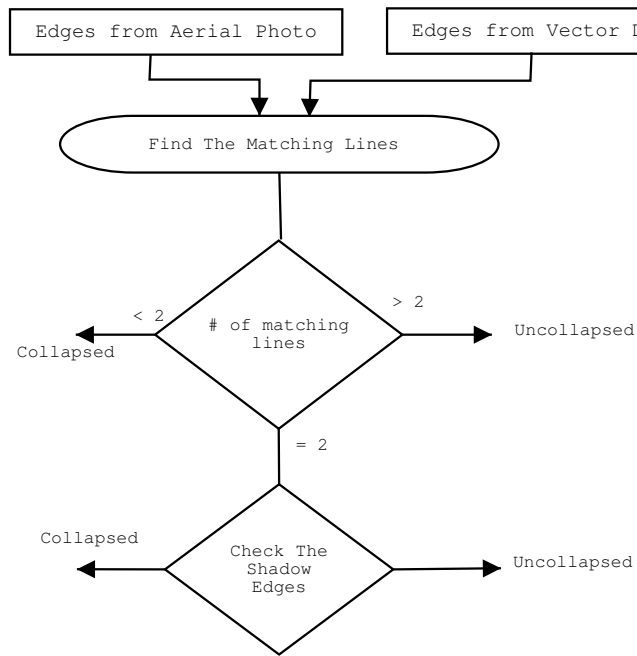 Edges from Aerial Photo
Edges from Vector
Find The Matching Lines
< 2
> 2
# of matching
lines
Collapsed
Uncollapsed
= 2
Collapsed
Check The
Shadow
Edges
Uncollapsed